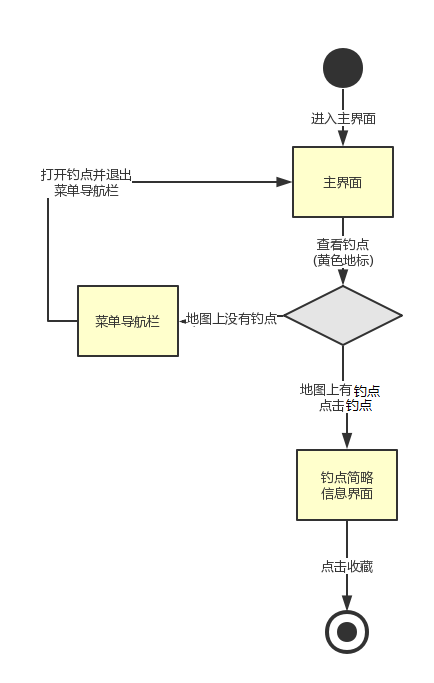 进入主界面
打开钓点并退出
菜单导航栏
主界面
查看钓点
(黄色地标)
菜单导航栏
地图上没有钓点
地图上有钓点
点击钓点
钓点简略
信息界面
点击收藏